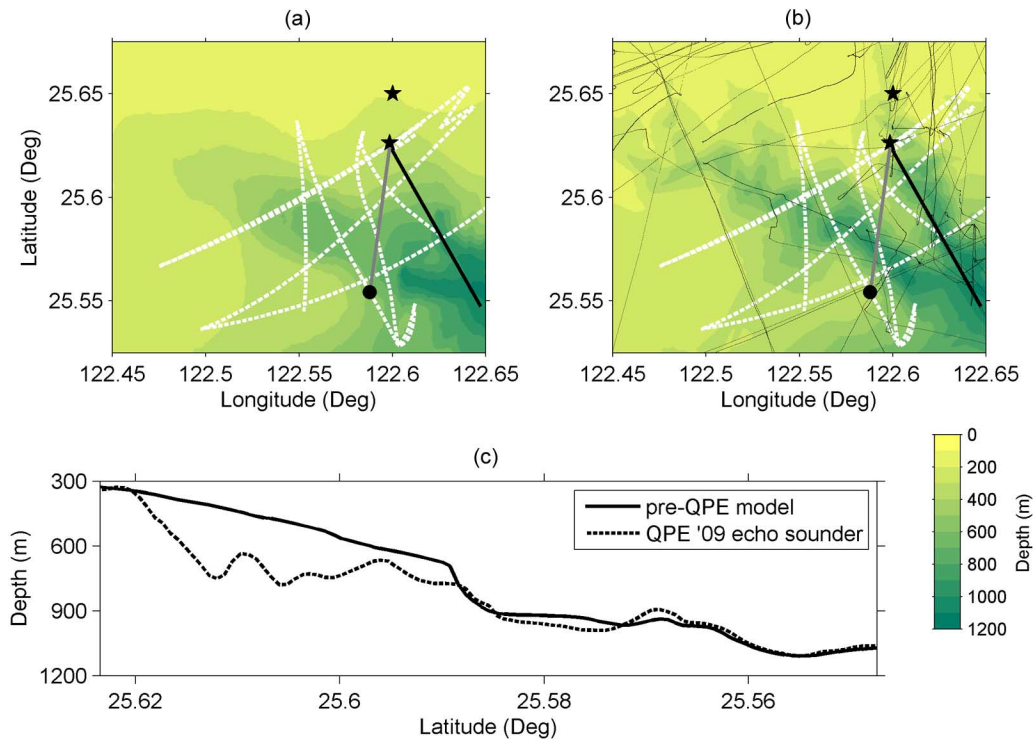 (a)
(b)
25.65
25.6
25.55
Latitude (Deg)
122.45
122.5
122.55
122.6
122.65
Longitude (Deg)
25.65
25.6
25.55
122.45
122.5
122.55
122.6
122.65
Longitude (Deg)
(c)
300
600
900
1200
Depth (m)
pre-QPE model
QPE '09 echo sounder
25.62
25.6
25.58
25.56
Latitude (Deg)
0
200
400
600
800
1000
1200
Depth (m)